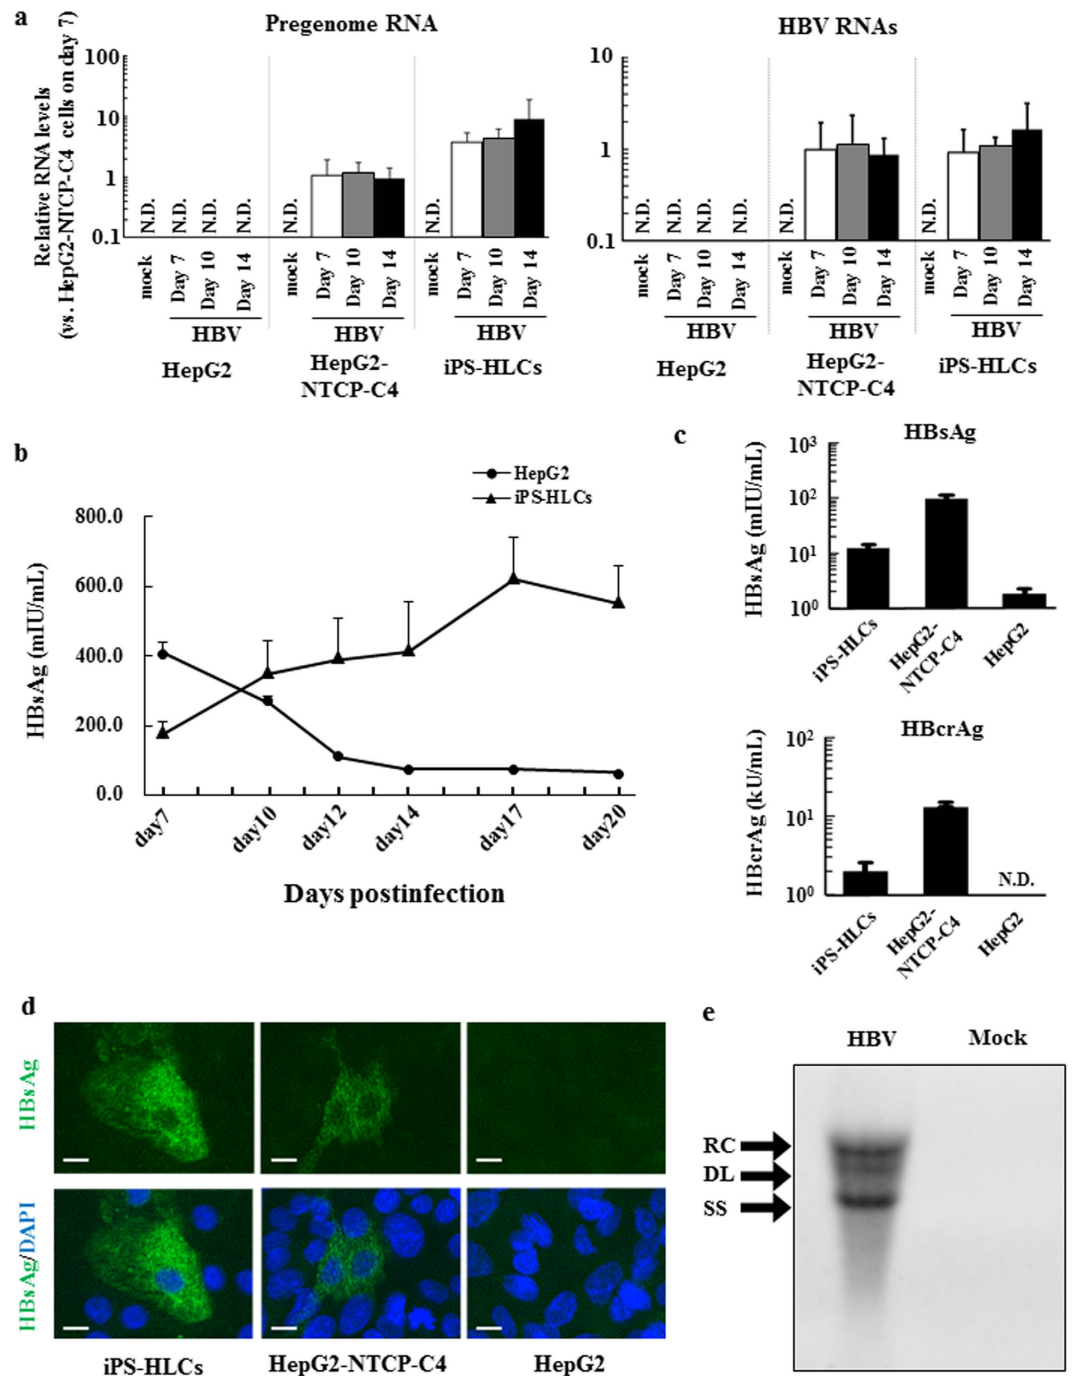 a
Pregenome RNA
HBV RNAs
Relative RNA levels
(vs. HepG2-NTCP-C4 cells on day 7)
100
10
1
0.1
N.D.
N.D.
N.D.
N.D.
N.D.
N.D.
mock
Day 7
Day 10
Day 14
mock
Day 7
Day 10
Day 14
mock
Day 7
Day 10
Day 14
HBV
HBV
HBV
HepG2
HepG2-
NTCP-C4
iPS-HLCs
10
1
0.1
N.D.
N.D.
N.D.
N.D.
N.D.
N.D.
mock
Day 7
Day 10
Day 14
mock
Day 7
Day 10
Day 14
mock
Day 7
Day 10
Day 14
HBV
HBV
HBV
HepG2
HepG2-
NTCP-C4
iPS-HLCs
b
HepG2
iPS-HLCs
HBsAg (mIU/mL)
800.0
600.0
400.0
200.0
0.0
day7
day10
day12
day14
day17
day20
Days postinfection
c
HBsAg
HBsAg (mIU/mL)
10³
10²
10¹
10⁰
iPS-HLCs
HepG2-
NTCP-C4
HepG2
HBcrAg
HBcrAg (kU/mL)
10²
10¹
10⁰
N.D.
iPS-HLCs
HepG2-
NTCP-C4
HepG2
d
HBsAg
HBsAg/DAPI
iPS-HLCs
HepG2-NTCP-C4
HepG2
e
HBV
Mock
RC
DL
SS